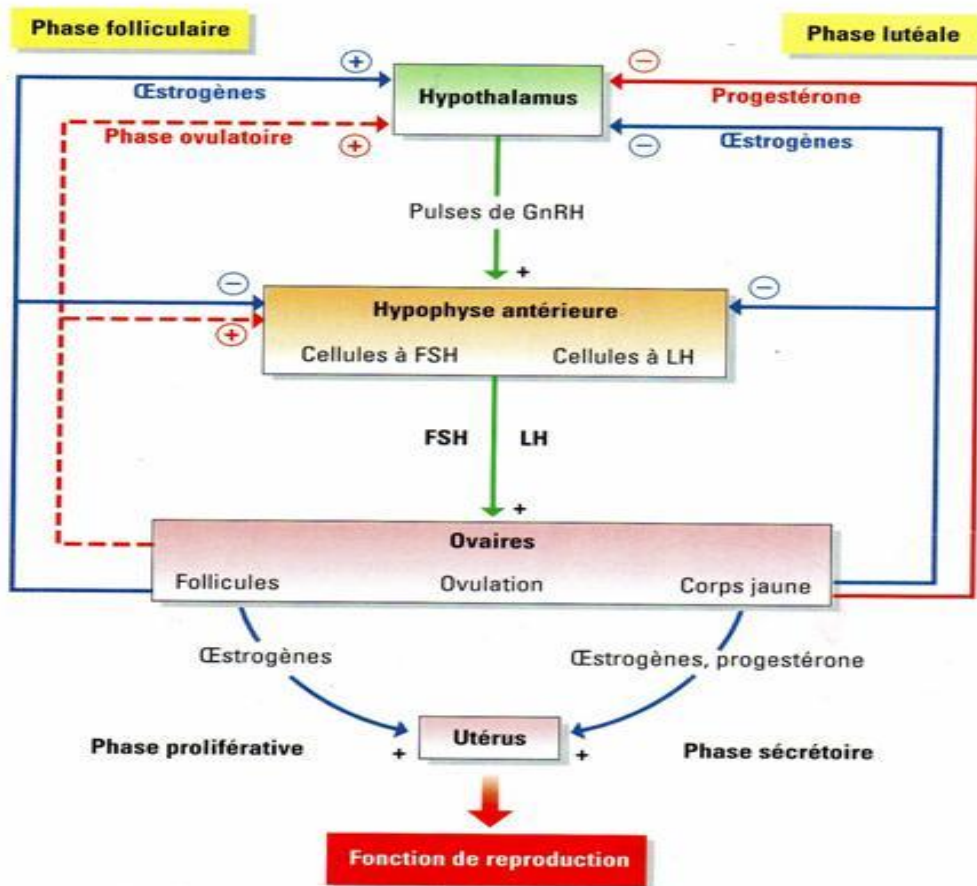 Phase folliculaire
Phase lutéale
+
−
Œstrogènes
Hypothalamus
Progestérone
Phase ovulatoire
+
−
Œstrogènes
Pulses de GnRH
+
−
−
Hypophyse antérieure
+
Cellules à FSH
Cellules à LH
FSH
LH
+
Ovaires
Follicules
Ovulation
Corps jaune
Œstrogènes
Œstrogènes, progestérone
Utérus
Phase proliférative
+
+
Phase sécrétoire
Fonction de reproduction